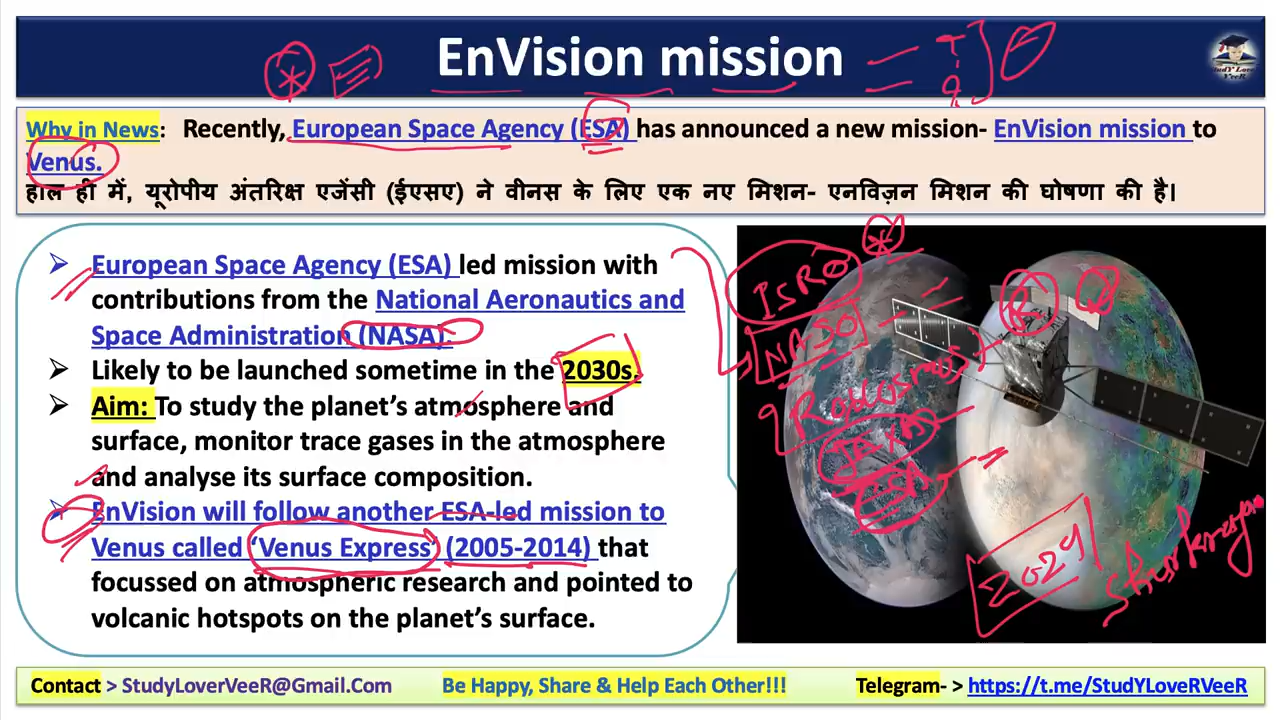 EnVision mission
StudY Lover
VeeR
Why in News: Recently, European Space Agency (ESA) has announced a new mission- EnVision mission to
Venus.
हाल ही में, यूरोपीय अंतरिक्ष एजेंसी (ईएसए) ने वीनस के लिए एक नए मिशन- एनविज़न मिशन की घोषणा की है।
European Space Agency (ESA) led mission with
contributions from the National Aeronautics and
Space Administration (NASA).
Likely to be launched sometime in the 2030s.
Aim: To study the planet's atmosphere and
surface, monitor trace gases in the atmosphere
and analyse its surface composition.
EnVision will follow another ESA-led mission to
Venus called 'Venus Express' (2005-2014) that
focussed on atmospheric research and pointed to
volcanic hotspots on the planet's surface.
ISRO
JAXA
ESA
Contact > StudyLoverVeeR@Gmail.Com
Be Happy, Share & Help Each Other!!!
Telegram- > https://t.me/StudYLoveRVeeR